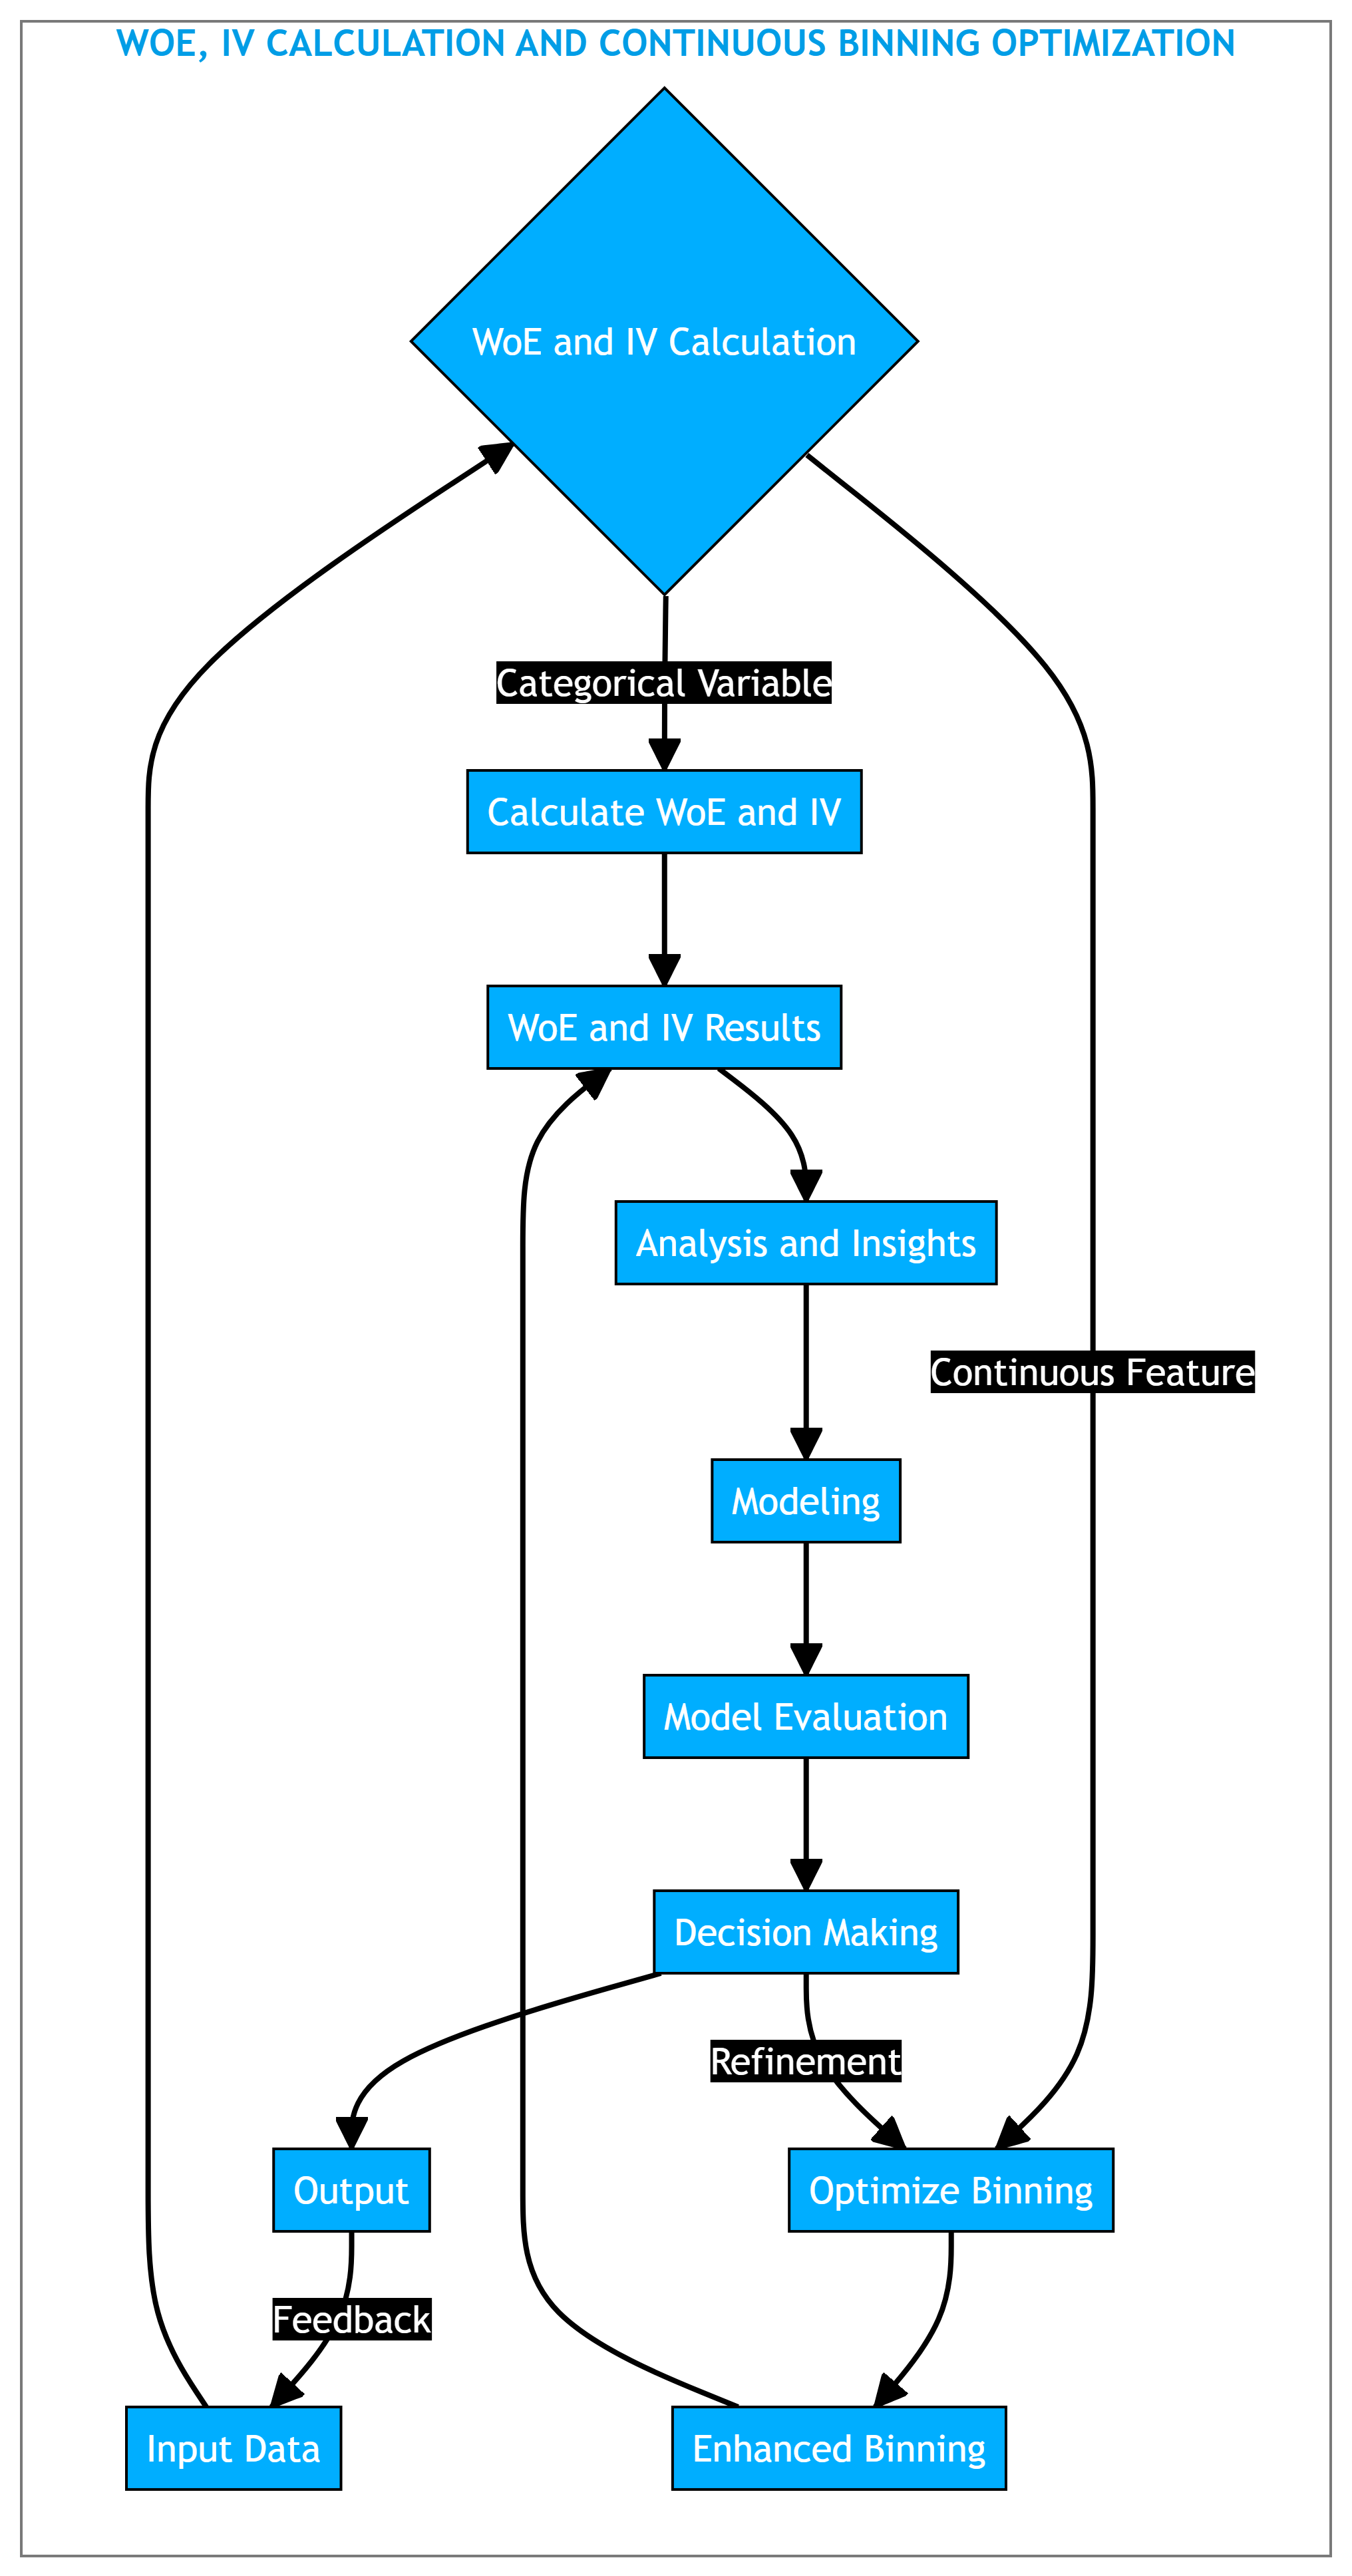 WOE, IV CALCULATION AND CONTINUOUS BINNING OPTIMIZATION
WoE and IV Calculation
Categorical Variable
Calculate WoE and IV
WoE and IV Results
Analysis and Insights
Continuous Feature
Modeling
Model Evaluation
Decision Making
Refinement
Output
Optimize Binning
Feedback
Input Data
Enhanced Binning